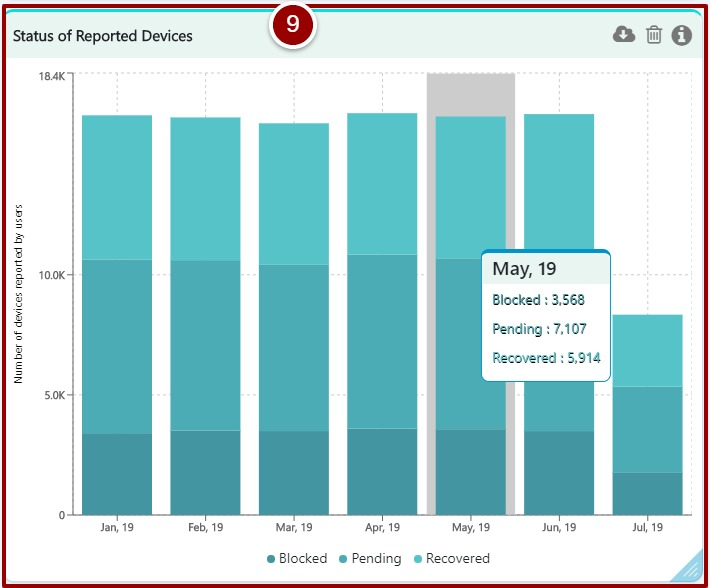 9
Status of Reported Devices
18.4K
10.0K
5.0K
0
Number of devices reported by users
May, 19
Blocked : 3,568
Pending : 7,107
Recovered : 5,914
Jan, 19
Feb, 19
Mar, 19
Apr, 19
May, 19
Jun, 19
Jul, 19
Blocked
Pending
Recovered